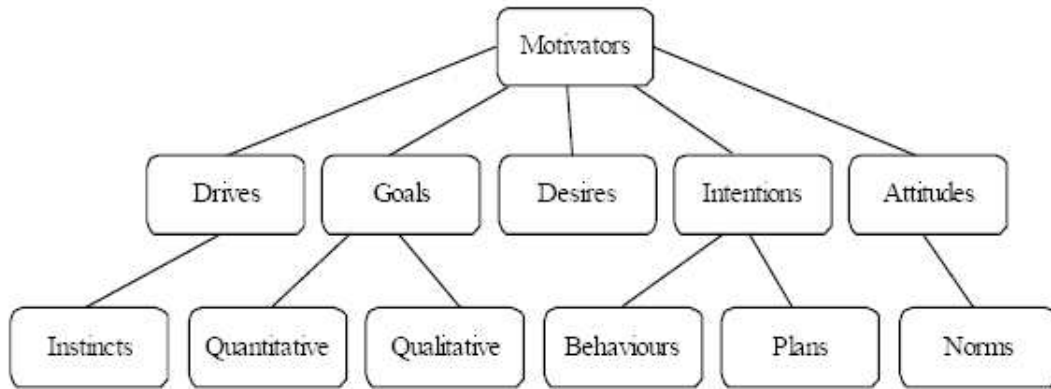 Motivators
Drives
Goals
Desires
Intentions
Attitudes
Instincts
Quantitative
Qualitative
Behaviours
Plans
Norms